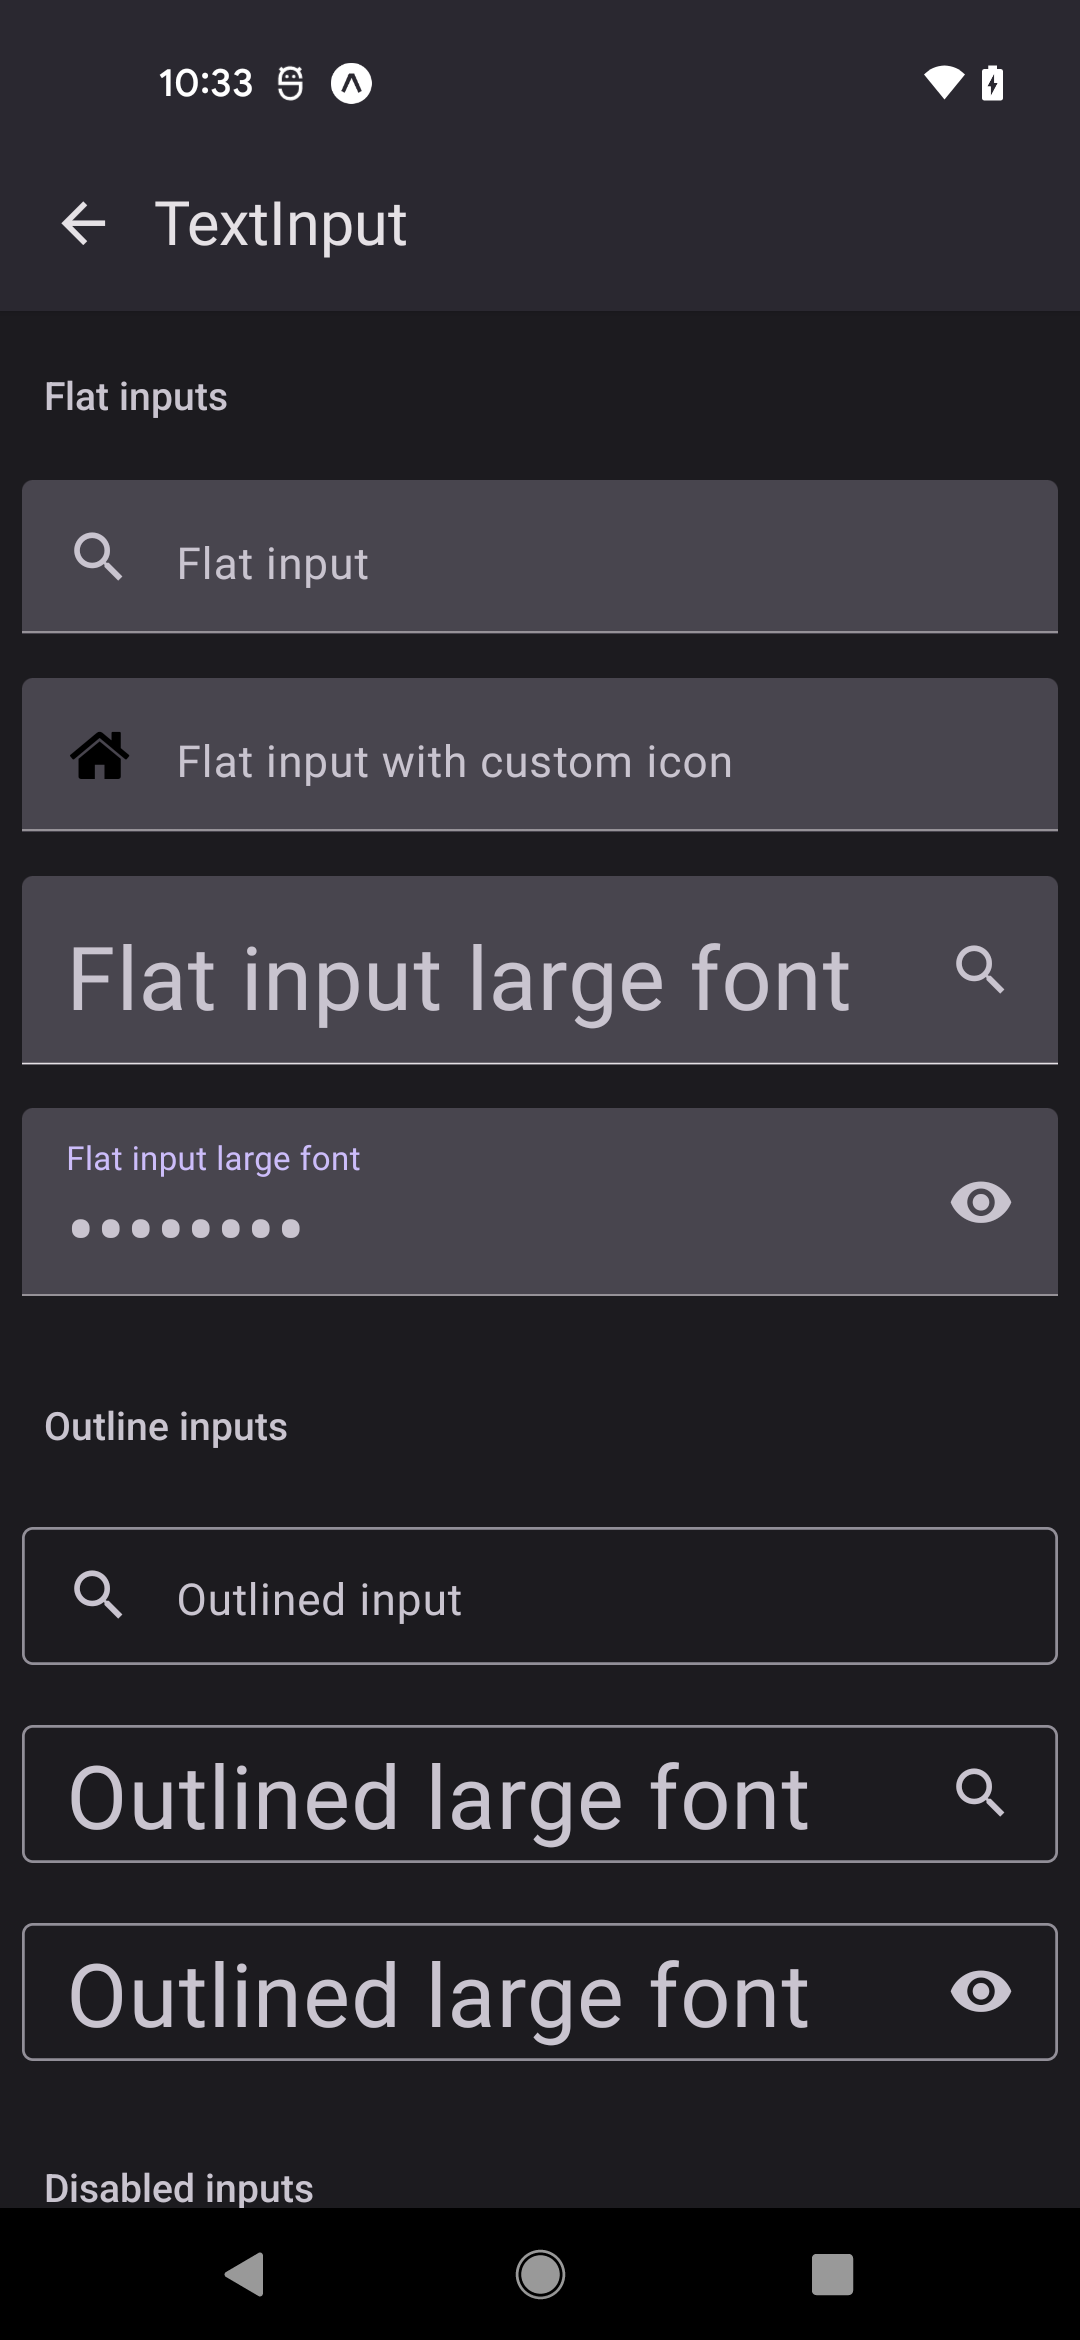 10:33
TextInput
Flat inputs
Flat input
Flat input with custom icon
Flat input large font
Flat input large font
••••••••
Outline inputs
Outlined input
Outlined large font
Outlined large font
Disabled inputs